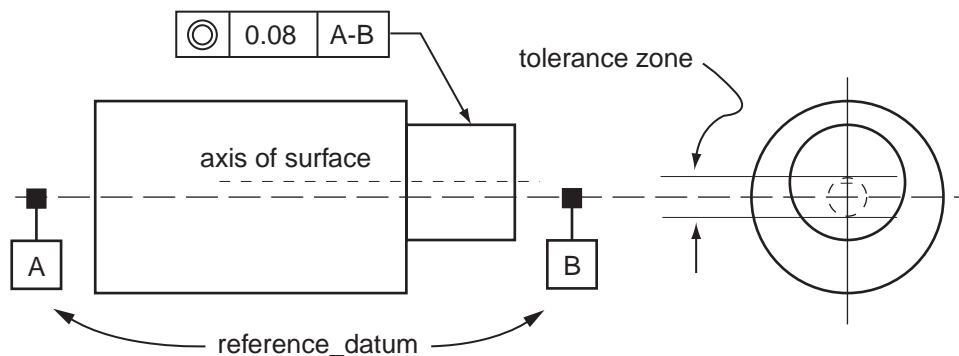 0.08 A-B
tolerance zone
axis of surface
A
B
reference_datum